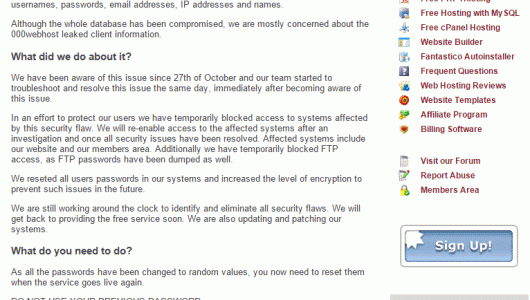 usernames, passwords, email addresses, IP addresses and names.
Although the whole database has been compromised, we are mostly concerned about the
000webhost leaked client information.
What did we do about it?
We have been aware of this issue since 27th of October and our team started to
troubleshoot and resolve this issue the same day, immediately after becoming aware of
this issue.
In an effort to protect our users we have temporarily blocked access to systems affected
by this security flaw. We will re-enable access to the affected systems after an
investigation and once all security issues have been resolved. Affected systems include
our website and our members area. Additionally we have temporarily blocked FTP
access, as FTP passwords have been dumped as well.
We reseted all users passwords in our systems and increased the level of encryption to
prevent such issues in the future.
We are still working around the clock to identify and eliminate all security flaws. We will
get back to providing the free service soon. We are also updating and patching our
systems.
What do you need to do?
As all the passwords have been changed to random values, you now need to reset them
when the service goes live again.
DO NOT USE YOUR PREVIOUS PASSWORD
Free Hosting with MySQL
Free cPanel Hosting
Website Builder
Fantastico Autoinstaller
Frequent Questions
Web Hosting Reviews
Website Templates
Affiliate Program
Billing Software
Visit our Forum
Report Abuse
Members Area
Sign Up!